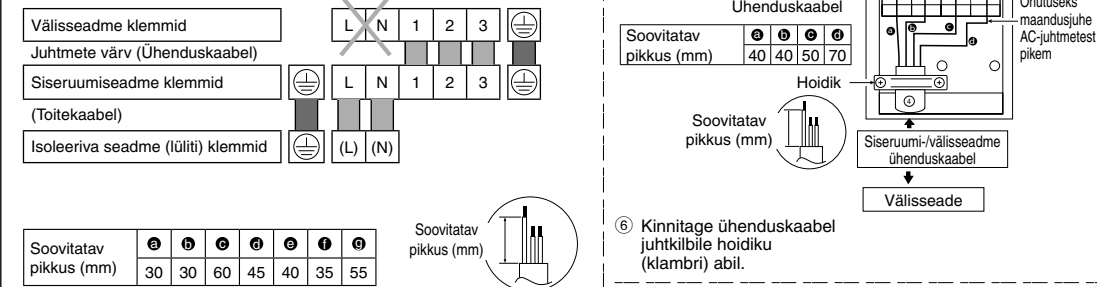 Välisseadme klemmid L N 1 2 3
Juhtmete värv (Ühenduskaabel)
Siseruumiseadme klemmid L N 1 2 3
(Toitekaabel)
Isoleeriva seadme (lüliti) klemmid (L) (N)
Soovitatav pikkus (mm)
a b c d e f g
30 30 60 45 40 35 55
Soovitatav
pikkus (mm)
Ühenduskaabel
Soovitatav pikkus (mm)
a b c d
40 40 50 70
a b c d
Ohutuseks
maandusjuhe
AC-juhtmetest
pikem
Hoidik
4
Soovitatav
pikkus (mm)
Siseruumi-/välisseadme
ühenduskaabel
Välisseade
⑥ Kinnitage ühenduskaabel
juhtkilbile hoidiku
(klambri) abil.